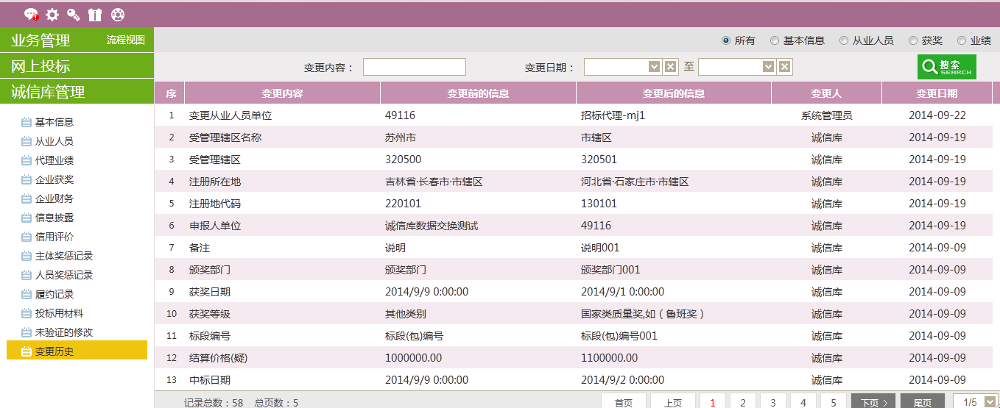 业务管理 流程视图
网上投标
诚信库管理
基本信息
从业人员
代理业绩
企业获奖
企业财务
信息披露
信用评价
主体奖惩记录
人员奖惩记录
履约记录
投标用材料
未验证的修改
变更历史
所有 基本信息 从业人员 获奖 业绩
变更内容： 变更日期： 至 搜索 SEARCH
序 变更内容 变更前的信息 变更后的信息 变更人 变更日期
1 变更从业人员单位 49116 招标代理-mj1 系统管理员 2014-09-22
2 受管理辖区名称 苏州市 市辖区 诚信库 2014-09-19
3 受管理辖区 320500 320501 诚信库 2014-09-19
4 注册所在地 吉林省·长春市·市辖区 河北省·石家庄市·市辖区 诚信库 2014-09-19
5 注册地代码 220101 130101 诚信库 2014-09-19
6 申报人单位 诚信库数据交换测试 49116 诚信库 2014-09-19
7 备注 说明 说明001 诚信库 2014-09-09
8 颁奖部门 颁奖部门 颁奖部门001 诚信库 2014-09-09
9 获奖日期 2014/9/9 0:00:00 2014/9/1 0:00:00 诚信库 2014-09-09
10 获奖等级 其他类别 国家类质量奖,如（鲁班奖） 诚信库 2014-09-09
11 标段编号 标段(包)编号 标段(包)编号001 诚信库 2014-09-09
12 结算价格(疑) 1000000.00 1100000.00 诚信库 2014-09-09
13 中标日期 2014/9/9 0:00:00 2014/9/2 0:00:00 诚信库 2014-09-09
记录总数：58 总页数：5 首页 上页 1 2 3 4 5 下页 尾页 1/5